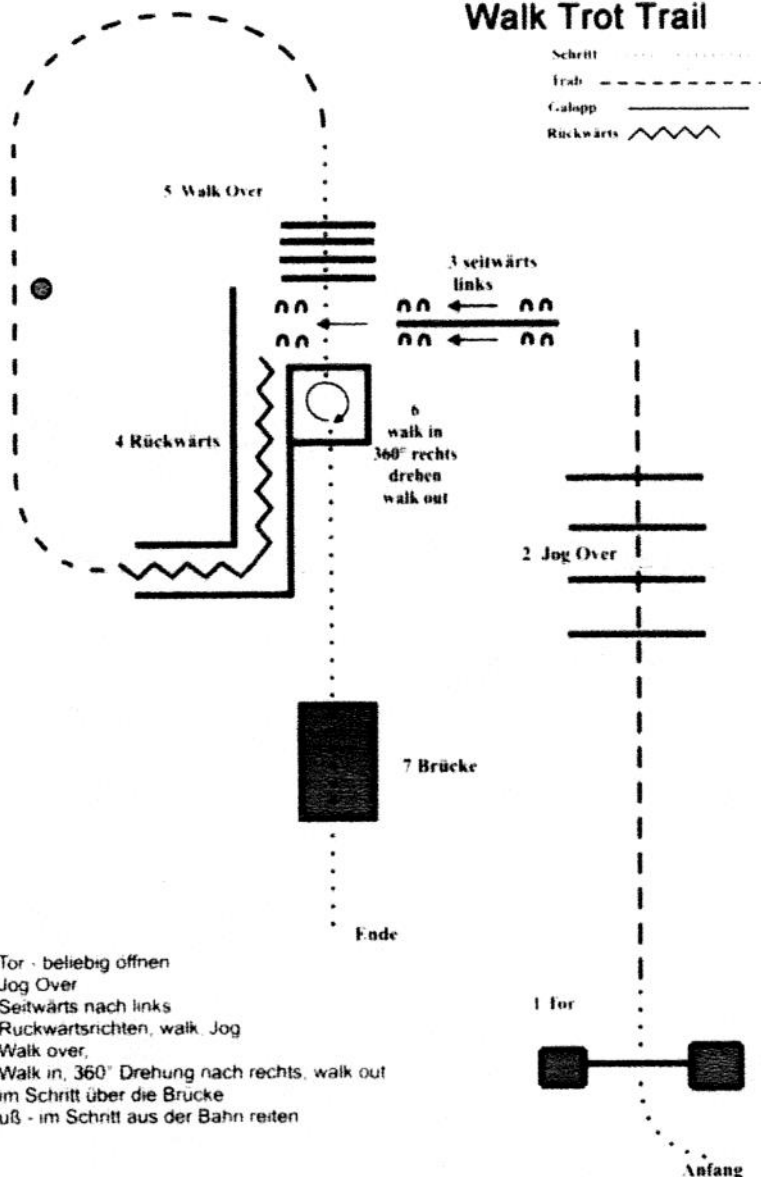 Walk Trot Trail
Schritt
Trab
Galopp
Rückwärts
5 Walk Over
3 seitwärts
links
4 Rückwärts
6
walk in
360° rechts
drehen
walk out
2 Jog Over
7 Brücke
Ende
1 Tor
Anfang
Tor - beliebig öffnen
Jog Over
Seitwärts nach links
Ruckwärtsrichten, walk, Jog
Walk over,
Walk in, 360° Drehung nach rechts, walk out
im Schritt über die Brücke
uß - im Schritt aus der Bahn reiten